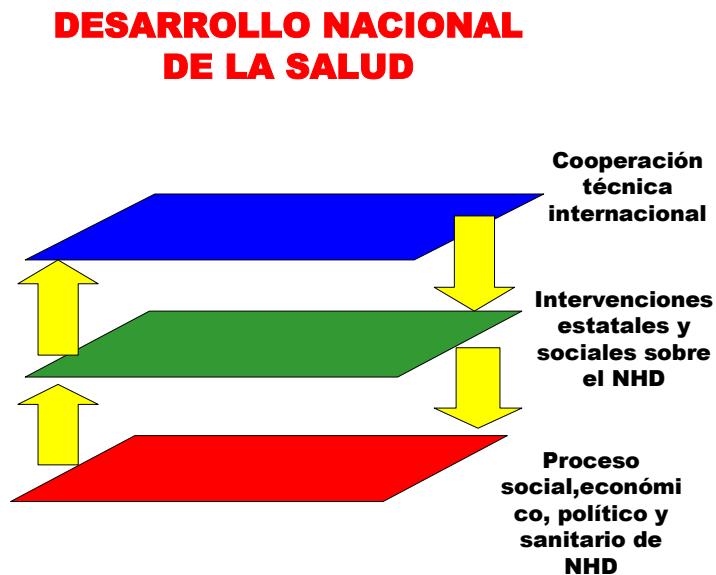 DESARROLLO NACIONAL
DE LA SALUD
Cooperación
técnica
internacional
Intervenciones
estatales y
sociales sobre
el NHD
Proceso
social,económi
co, político y
sanitario de
NHD